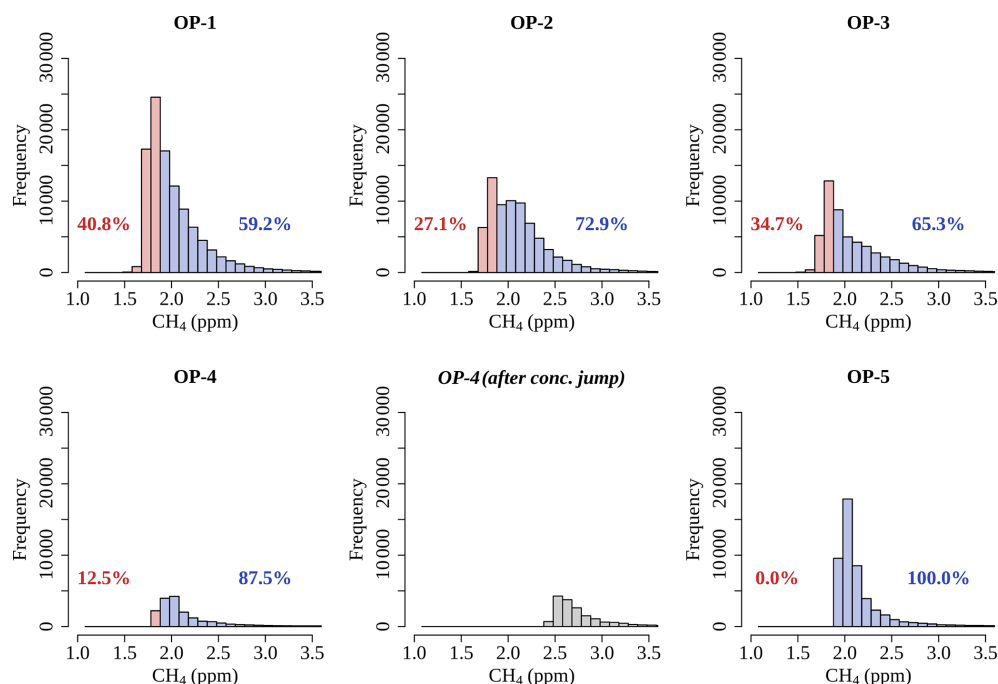 OP-1
Frequency
0 10000 20000 30000
40.8% 59.2%
1.0 1.5 2.0 2.5 3.0 3.5
CH4 (ppm)
OP-2
Frequency
0 10000 20000 30000
27.1% 72.9%
1.0 1.5 2.0 2.5 3.0 3.5
CH4 (ppm)
OP-3
Frequency
0 10000 20000 30000
34.7% 65.3%
1.0 1.5 2.0 2.5 3.0 3.5
CH4 (ppm)
OP-4
Frequency
0 10000 20000 30000
12.5% 87.5%
1.0 1.5 2.0 2.5 3.0 3.5
CH4 (ppm)
OP-4 (after conc. jump)
Frequency
0 10000 20000 30000
1.0 1.5 2.0 2.5 3.0 3.5
CH4 (ppm)
OP-5
Frequency
0 10000 20000 30000
0.0% 100.0%
1.0 1.5 2.0 2.5 3.0 3.5
CH4 (ppm)